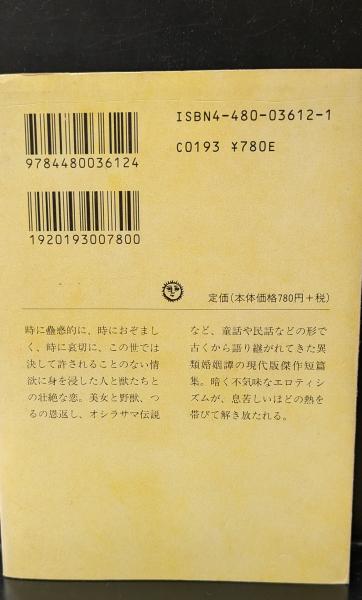 ISBN4-480-03612-1
C0193 ¥780E
9784480036124
1920193007800
定価(本体価格780円+税)
時に蠱惑的に、時におぞまし
く、時に哀切に、この世では
決して許されることのない情
欲に身を浸した人と獣たちと
の壮絶な恋。美女と野獣、つ
るの恩返し、オシラサマ伝説
など、童話や民話などの形で
古くから語り継がれてきた異
類婚姻譚の現代版傑作短篇
集。暗く不気味なエロティシ
ズムが、息苦しいほどの熱を
帯びて解き放たれる。